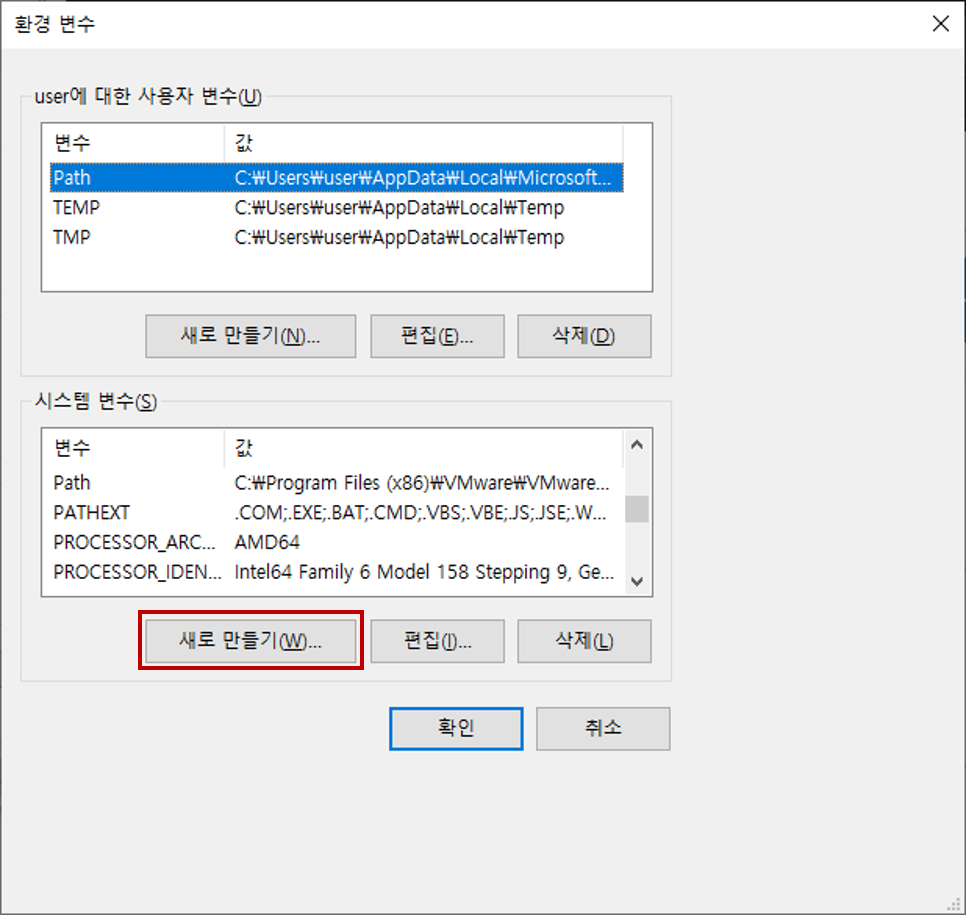 환경 변수
user에 대한 사용자 변수(U)
변수 값
Path C:₩Users₩user₩AppData₩Local₩Microsoft...
TEMP C:₩Users₩user₩AppData₩Local₩Temp
TMP C:₩Users₩user₩AppData₩Local₩Temp
새로 만들기(N)... 편집(E)... 삭제(D)
시스템 변수(S)
변수 값
Path C:₩Program Files (x86)₩VMware₩VMware...
PATHEXT .COM;.EXE;.BAT;.CMD;.VBS;.VBE;.JS;.JSE;.W...
PROCESSOR_ARC... AMD64
PROCESSOR_IDEN... Intel64 Family 6 Model 158 Stepping 9, Ge...
새로 만들기(W)... 편집(I)... 삭제(L)
확인 취소